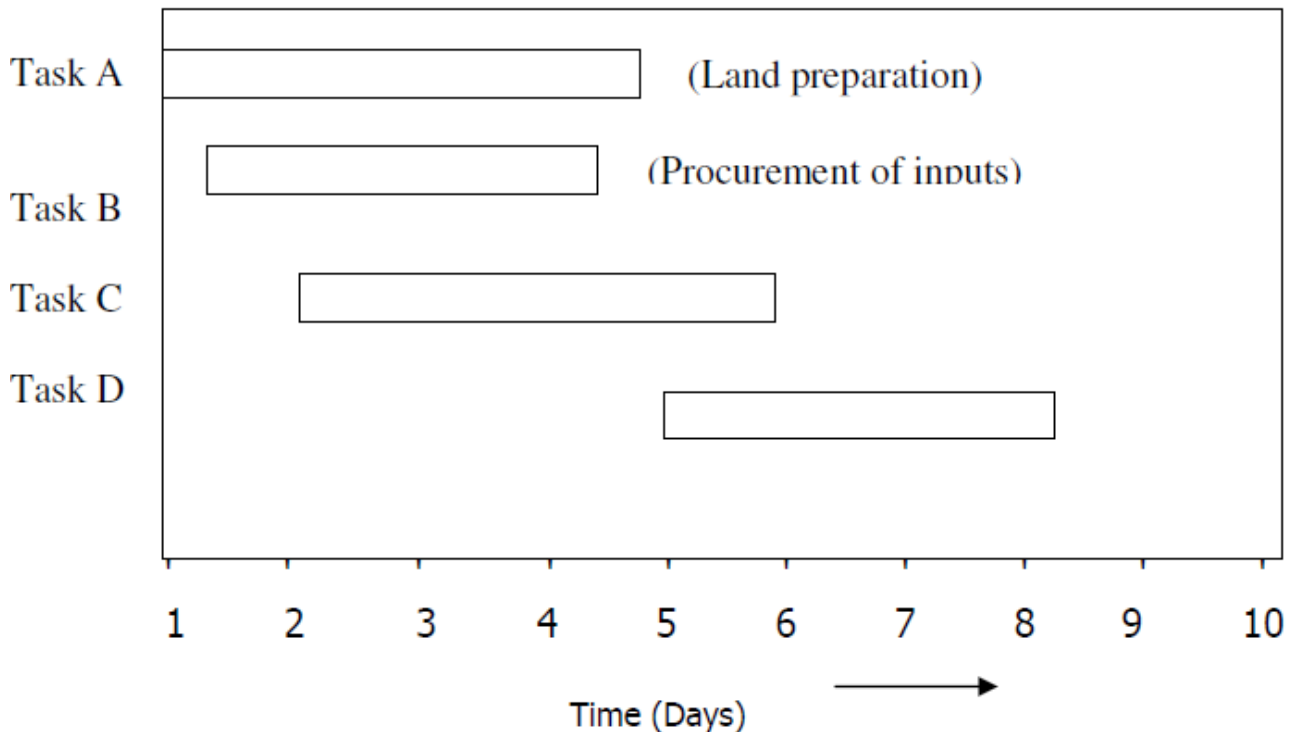 Task A (Land preparation)
(Procurement of inputs)
Task B
Task C
Task D
1 2 3 4 5 6 7 8 9 10
Time (Days)